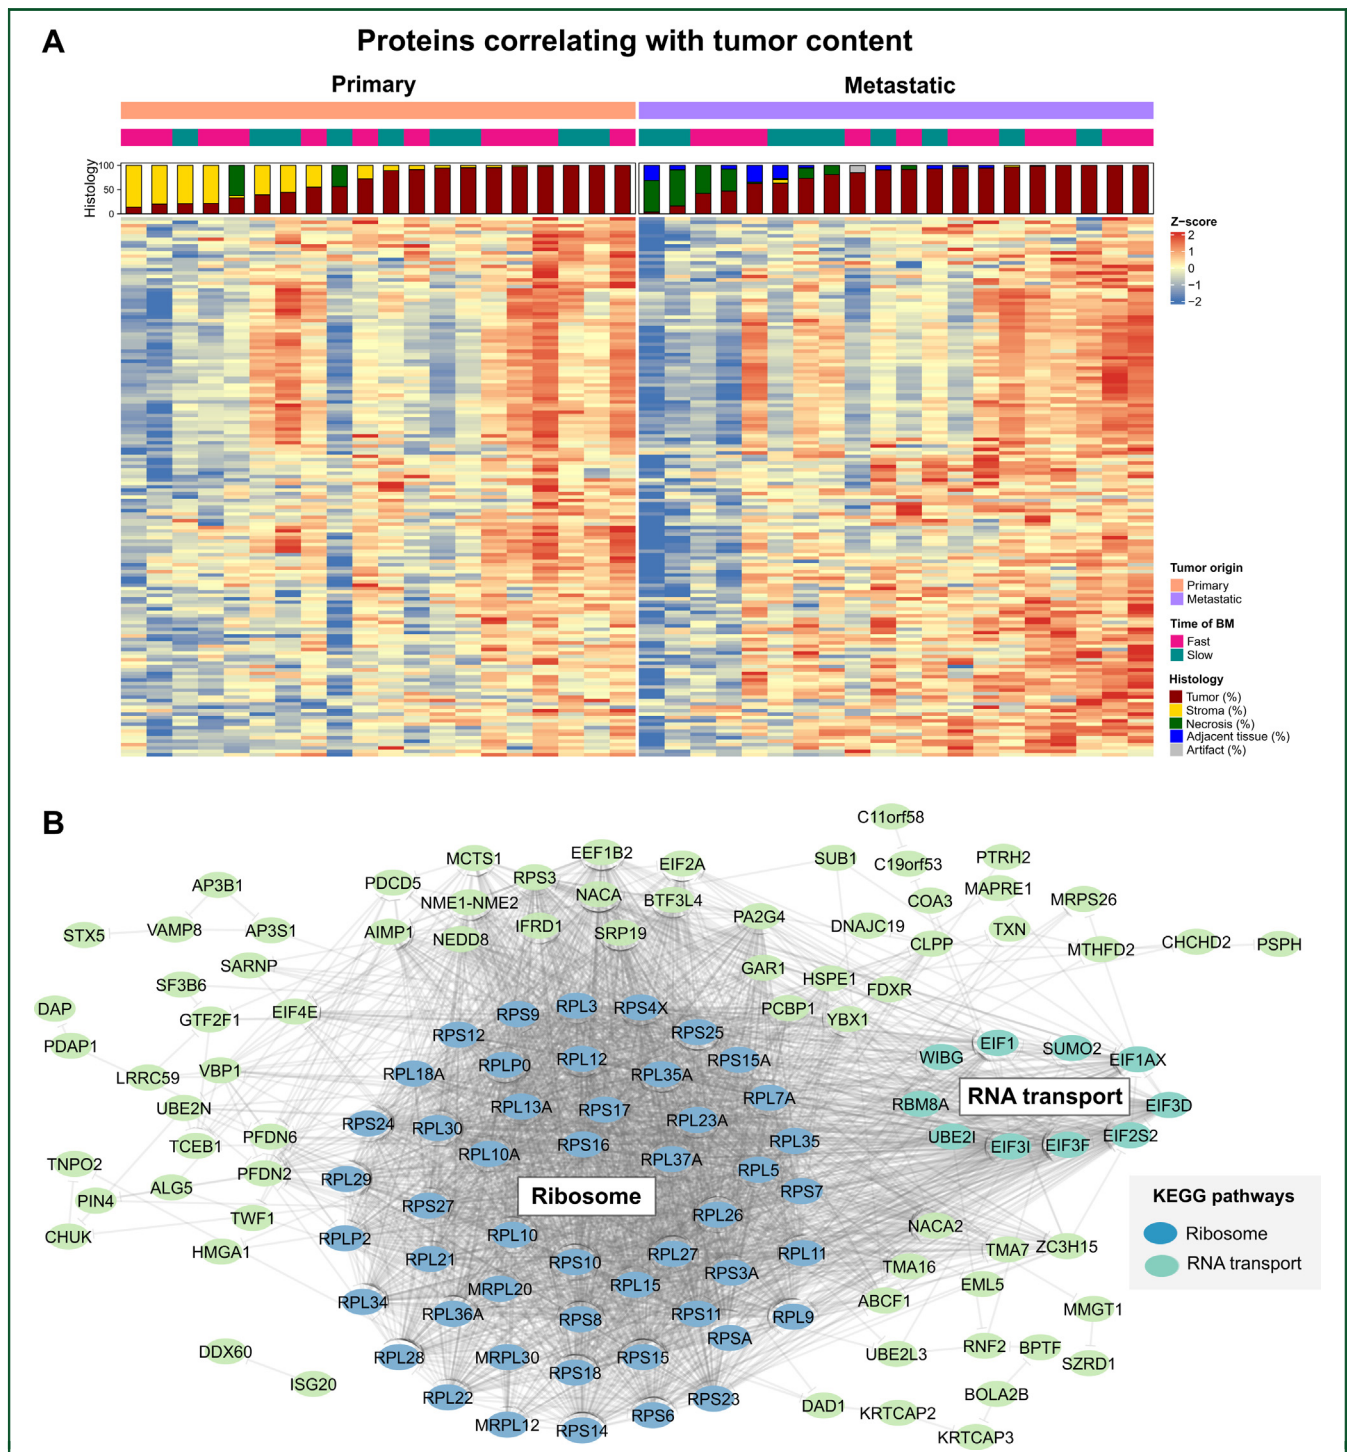 A
Proteins correlating with tumor content
Primary
Metastatic
Histology
100
50
0
Z−score
2
1
0
−1
−2
Tumor origin
Primary
Metastatic
Time of BM
Fast
Slow
Histology
Tumor (%)
Stroma (%)
Necrosis (%)
Adjacent tissue (%)
Artifact (%)
B
C11orf58
MCTS1
EEF1B2
EIF2A
SUB1
C19orf53
PTRH2
AP3B1
PDCD5
RPS3
NACA
BTF3L4
MAPRE1
NME1-NME2
COA3
MRPS26
STX5
VAMP8
AP3S1
AIMP1
NEDD8
IFRD1
SRP19
PA2G4
DNAJC19
CLPP
TXN
MTHFD2
CHCHD2
PSPH
SARNP
GAR1
HSPE1
FDXR
SF3B6
DAP
GTF2F1
EIF4E
RPS9
RPL3
RPS4X
PCBP1
YBX1
PDAP1
RPS12
RPS25
WIBG
EIF1
SUMO2
EIF1AX
LRRC59
VBP1
RPL18A
RPLP0
RPL12
RPL35A
RPS15A
RNA transport
UBE2N
RPL13A
RPS17
RPL7A
RBM8A
EIF3D
TCEB1
PFDN6
RPS24
RPL30
RPS16
RPL23A
RPL35
UBE2I
EIF3I
EIF3F
EIF2S2
TNPO2
PFDN2
RPL10A
RPL37A
RPL5
ALG5
RPL29
RPS7
PIN4
Ribosome
KEGG pathways
TWF1
RPS27
RPL26
CHUK
HMGA1
RPLP2
RPL10
NACA2
Ribosome
RPL21
RPS10
RPL27
RPL11
TMA7
ZC3H15
RNA transport
MRPL20
RPL15
RPS3A
TMA16
EML5
RPL34
RPL36A
RPS8
RPS11
RPL9
ABCF1
MMGT1
RPSA
DDX60
RPL28
MRPL30
RPS18
RPS15
UBE2L3
RNF2
BPTF
SZRD1
ISG20
RPL22
RPS23
BOLA2B
MRPL12
RPS14
RPS6
DAD1
KRTCAP2
KRTCAP3